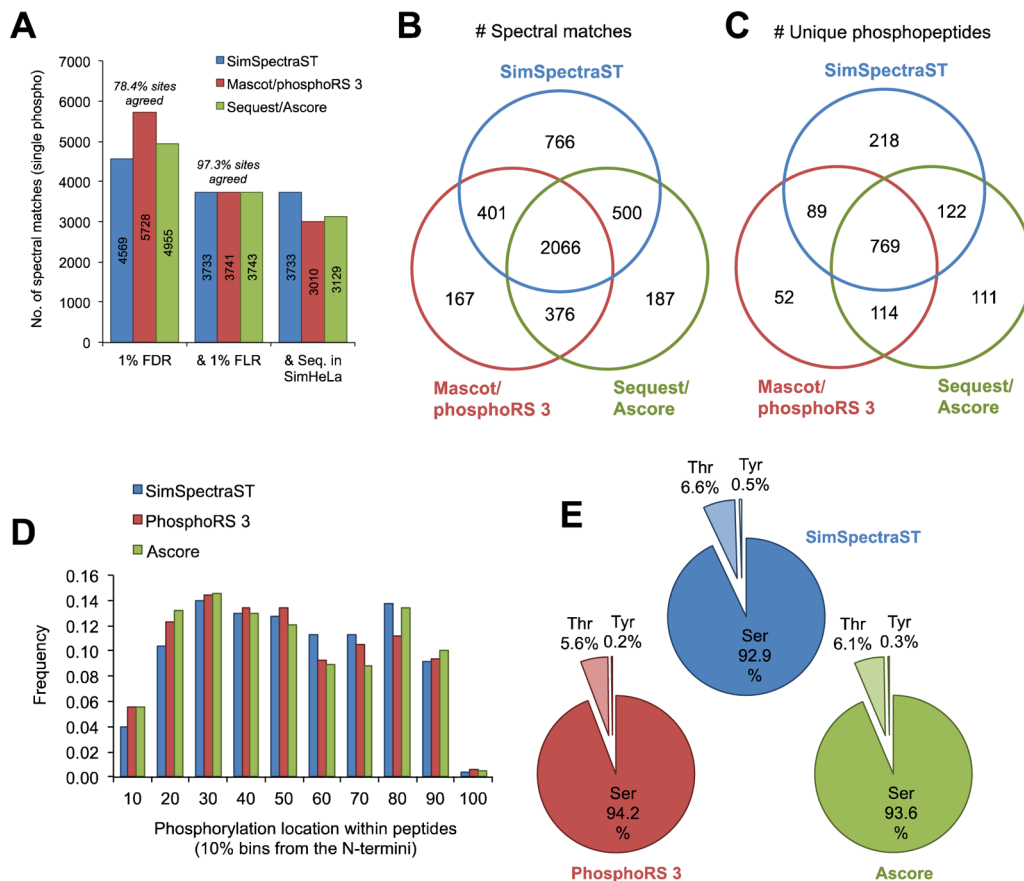 A
No. of spectral matches (single phospho)
7000
6000
5000
4000
3000
2000
1000
0
SimSpectraST
Mascot/phosphoRS 3
Sequest/Ascore
78.4% sites
agreed
97.3% sites
agreed
4569
5728
4955
3733
3741
3743
3733
3010
3129
1% FDR
& 1% FLR
& Seq. in
SimHeLa
B
# Spectral matches
SimSpectraST
766
401
500
2066
167
376
187
Mascot/
phosphoRS 3
Sequest/
Ascore
C
# Unique phosphopeptides
SimSpectraST
218
89
122
769
52
114
111
Mascot/
phosphoRS 3
Sequest/
Ascore
D
SimSpectraST
PhosphoRS 3
Ascore
Frequency
0.16
0.14
0.12
0.10
0.08
0.06
0.04
0.02
0.00
10 20 30 40 50 60 70 80 90 100
Phosphorylation location within peptides
(10% bins from the N-termini)
E
Thr
6.6%
Tyr
0.5%
SimSpectraST
Ser
92.9
%
Thr
5.6%
Tyr
0.2%
Ser
94.2
%
PhosphoRS 3
Thr
6.1%
Tyr
0.3%
Ser
93.6
%
Ascore